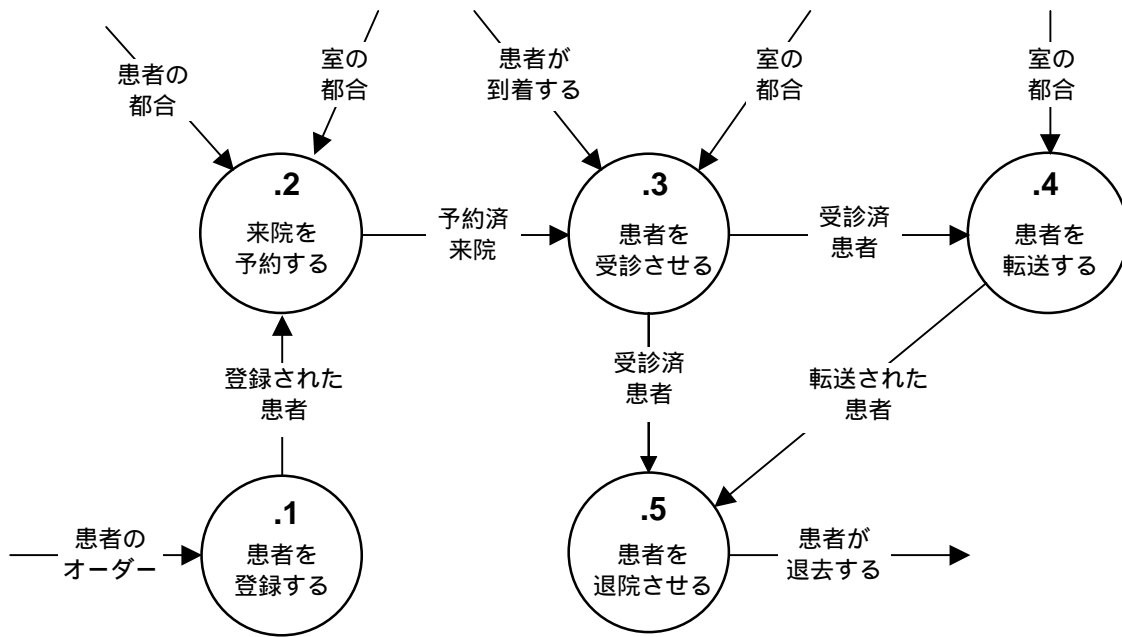 患者の
都合
室の
都合
患者が
到着する
室の
都合
室の
都合
.2
来院を
予約する
予約済
来院
.3
患者を
受診させる
受診済
患者
.4
患者を
転送する
登録された
患者
受診済
患者
転送された
患者
患者の
オーダー
.1
患者を
登録する
.5
患者を
退院させる
患者が
退去する